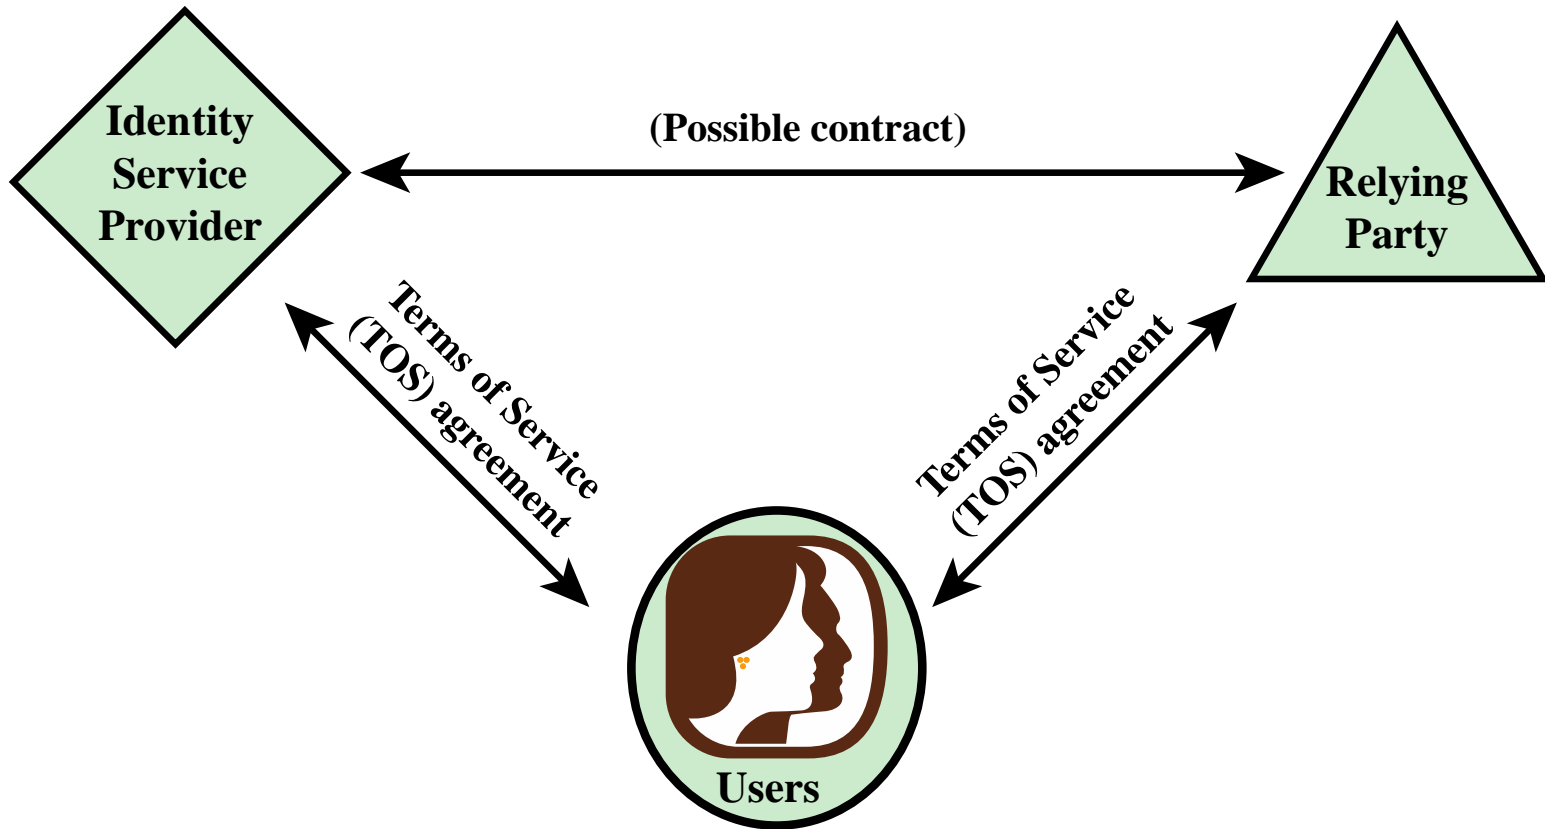 Identity
Service
Provider
(Possible contract)
Relying
Party
Terms of Service
(TOS) agreement
Terms of Service
(TOS) agreement
Users